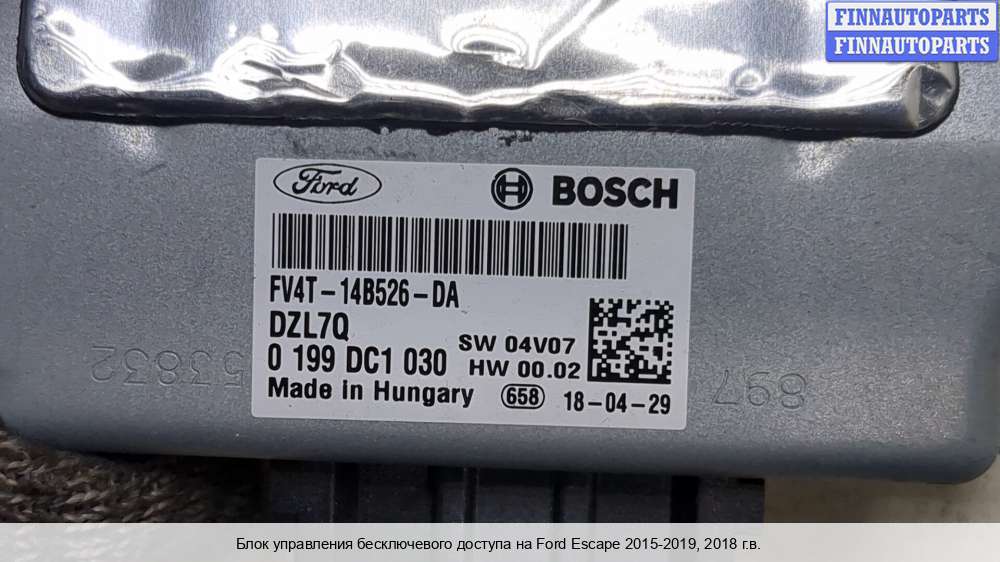 FINNAUTOPARTS
FINNAUTOPARTS
Ford
BOSCH
FV4T-14B526-DA
DZL7Q
SW 04V07
0 199 DC1 030
HW 00.02
Made in Hungary
658
18-04-29
53832
897
Блок управления бесключевого доступа на Ford Escape 2015-2019, 2018 г.в.